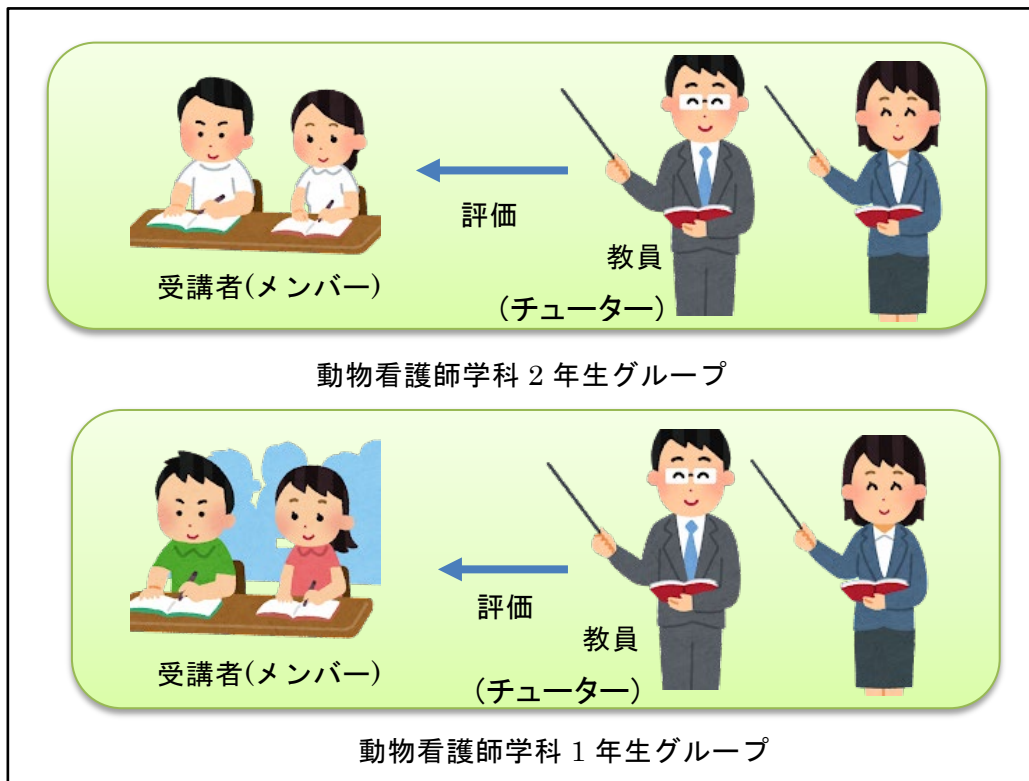 評価
教員
受講者(メンバー)
(チューター)
動物看護師学科 2 年生グループ
評価
教員
受講者(メンバー)
(チューター)
動物看護師学科 1 年生グループ